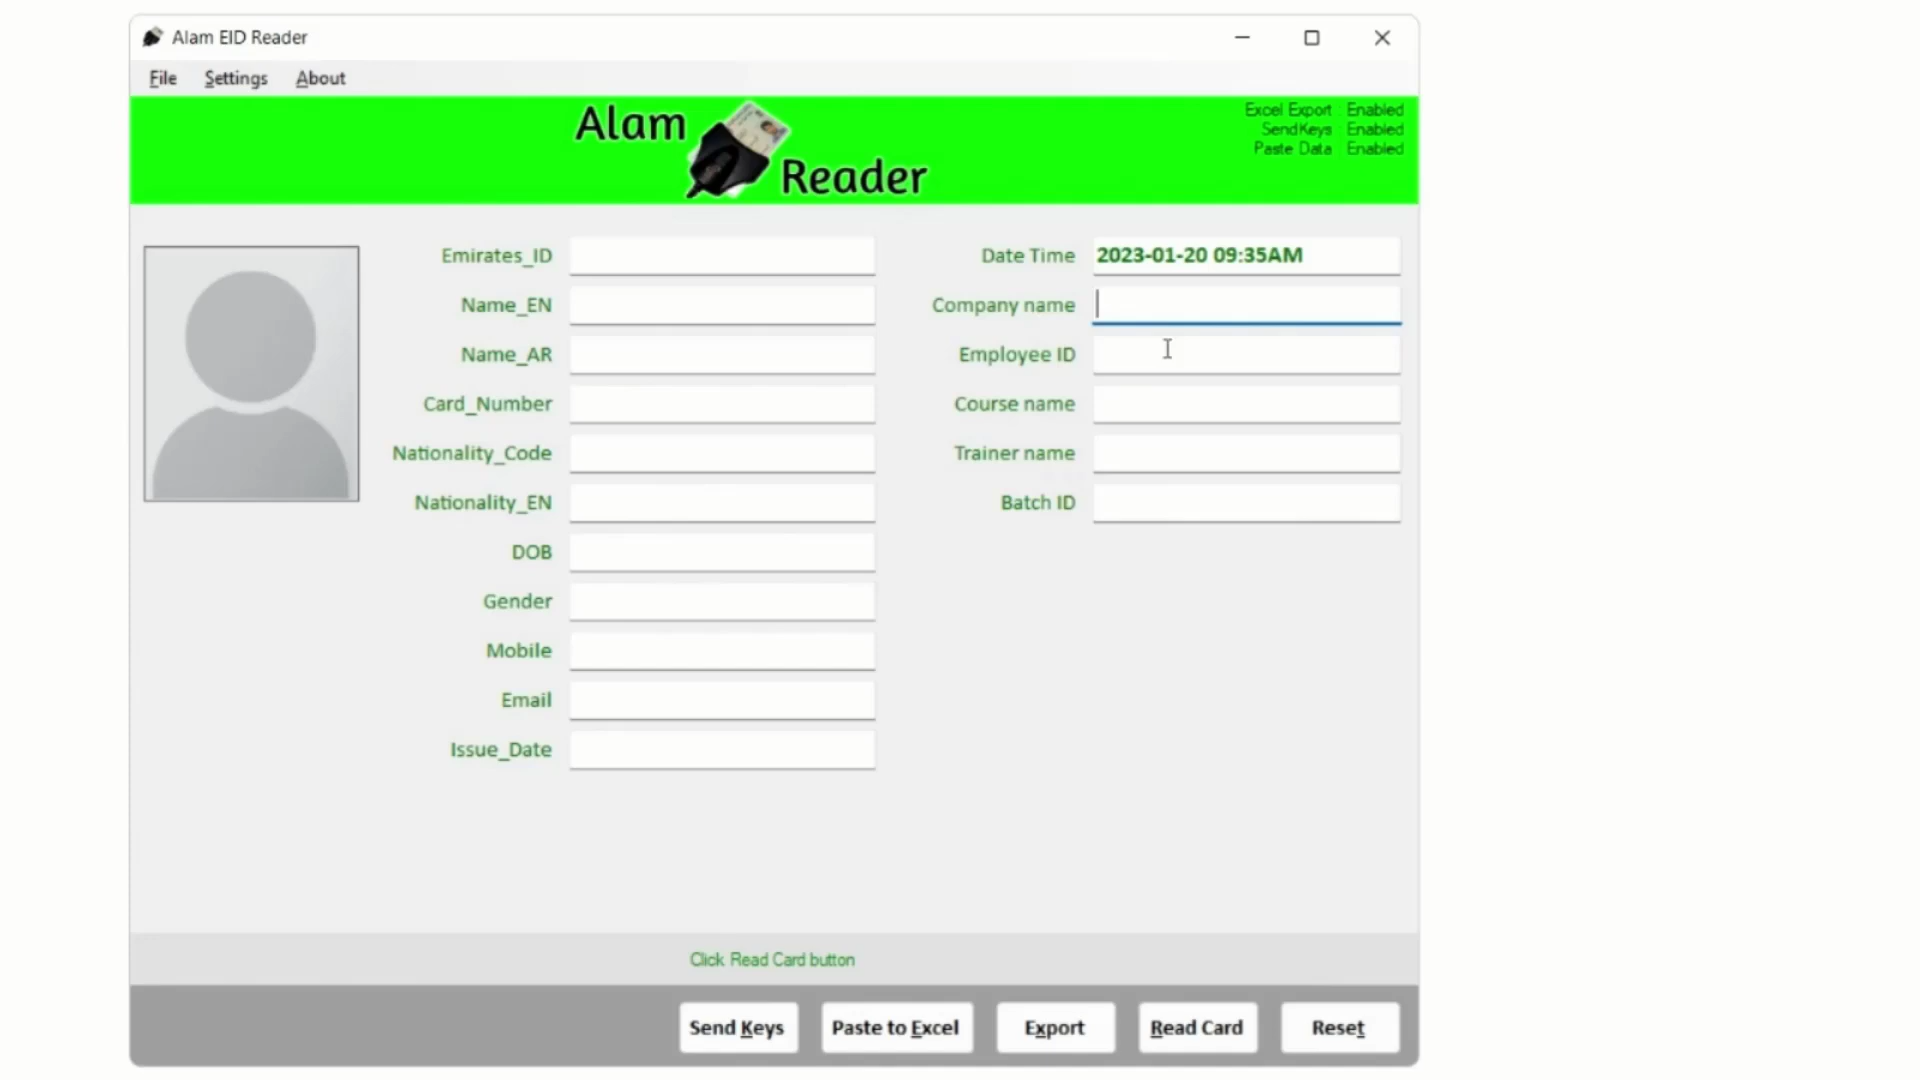 Alam EID Reader
File Settings About
Alam
Reader
Excel Export : Enabled
SendKeys : Enabled
Paste Data : Enabled
Emirates_ID
Name_EN
Name_AR
Card_Number
Nationality_Code
Nationality_EN
DOB
Gender
Mobile
Email
Issue_Date
Date Time 2023-01-20 09:35AM
Company name
Employee ID
Course name
Trainer name
Batch ID
Click Read Card button
Send Keys Paste to Excel Export Read Card Reset